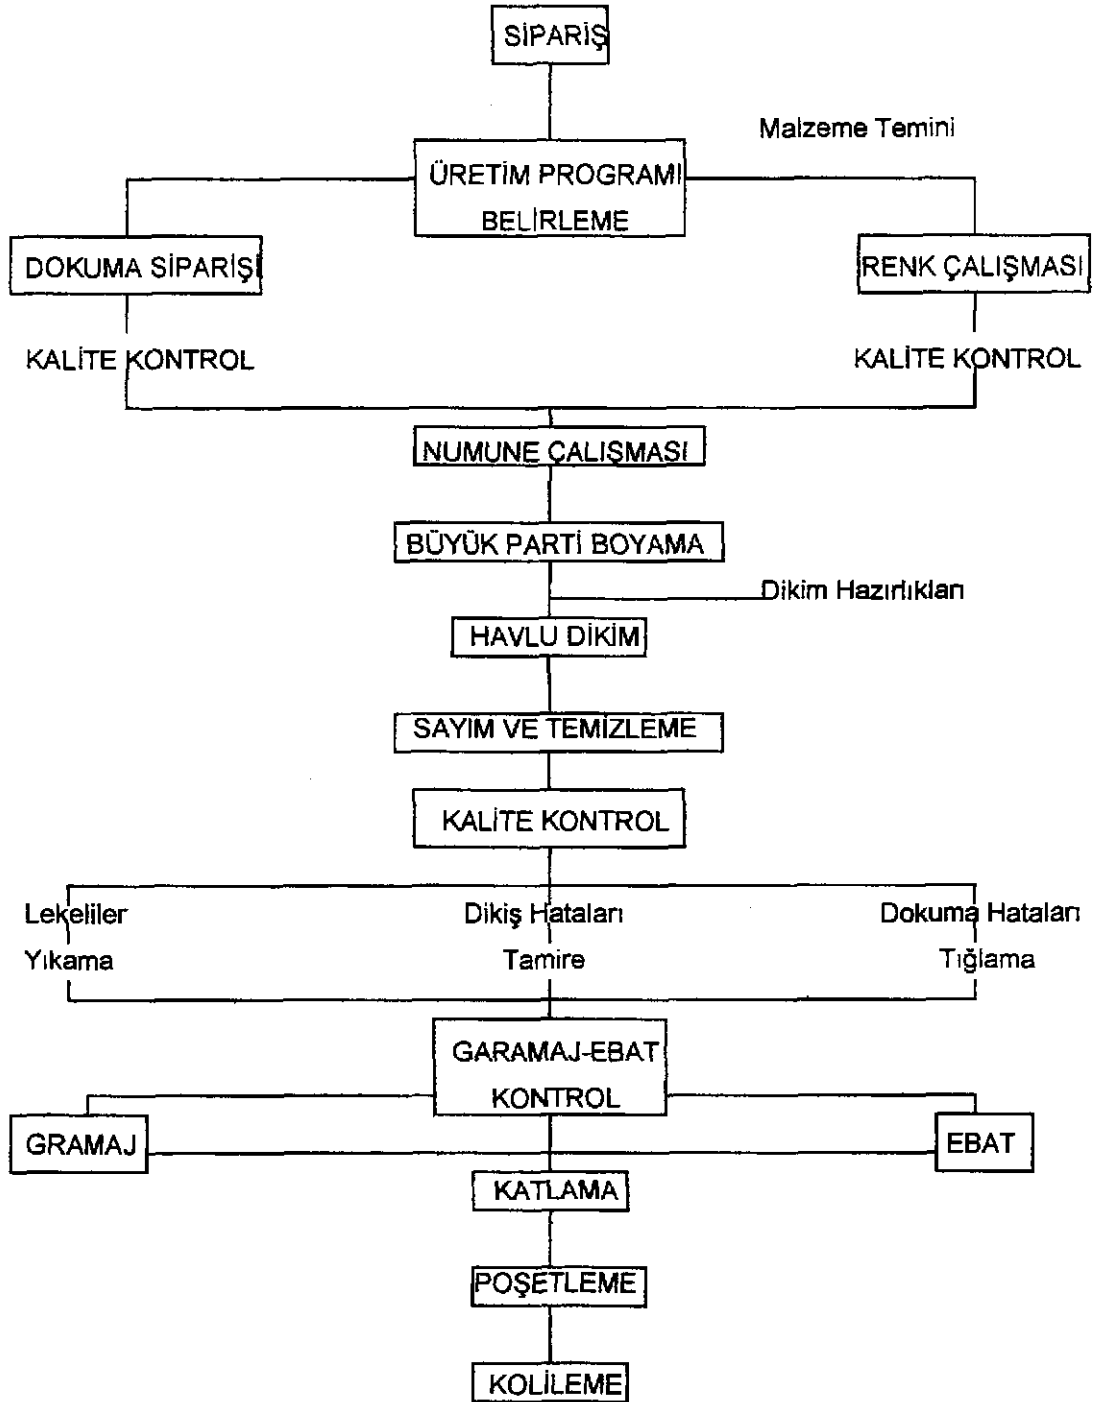 SİPARİŞ
Malzeme Temini
ÜRETİM PROGRAMI
BELİRLEME
DOKUMA SİPARİŞİ
RENK ÇALIŞMASI
KALİTE KONTROL
KALİTE KONTROL
NUMUNE ÇALIŞMASI
BÜYÜK PARTİ BOYAMA
Dikim Hazırlıkları
HAVLU DİKİM
SAYIM VE TEMİZLEME
KALİTE KONTROL
Lekeliler
Dikiş Hataları
Dokuma Hataları
Yıkama
Tamire
Tığlama
GARAMAJ-EBAT
KONTROL
GRAMAJ
EBAT
KATLAMA
POŞETLEME
KOLİLEME